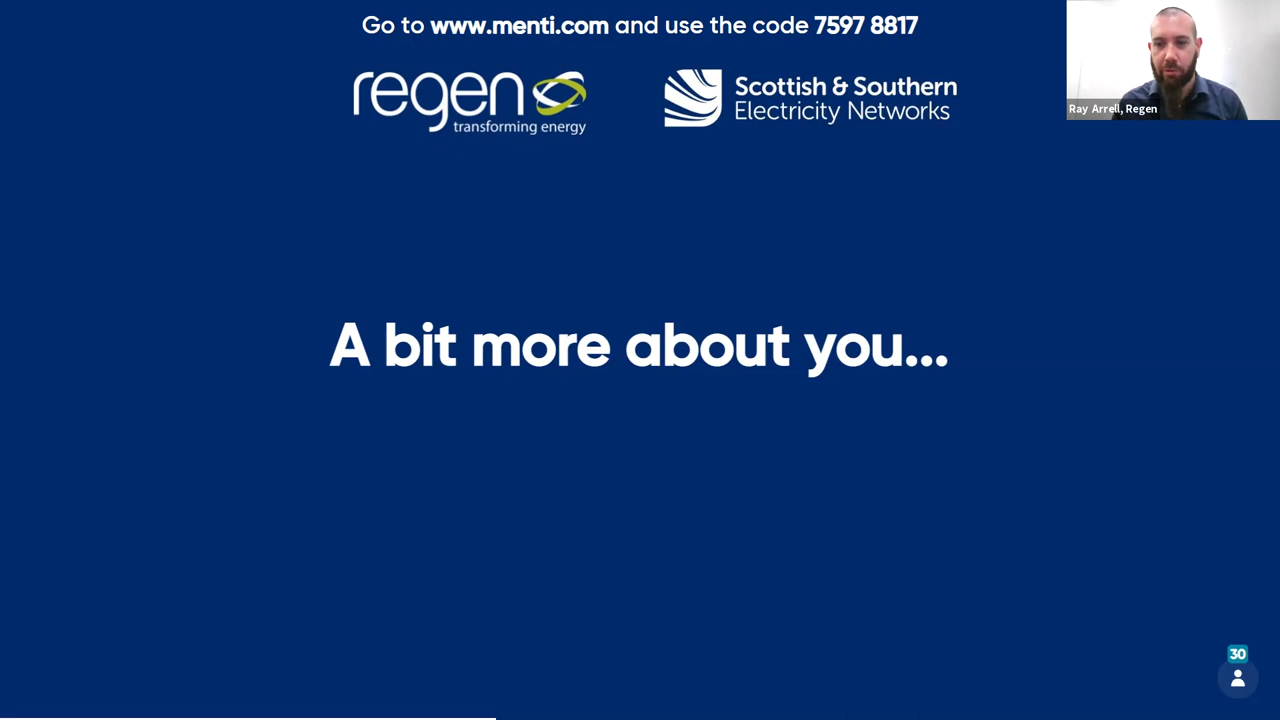 Go to www.menti.com and use the code 7597 8817
regen
transforming energy
Scottish & Southern
Electricity Networks
Ray Arrell, Regen
A bit more about you...
30